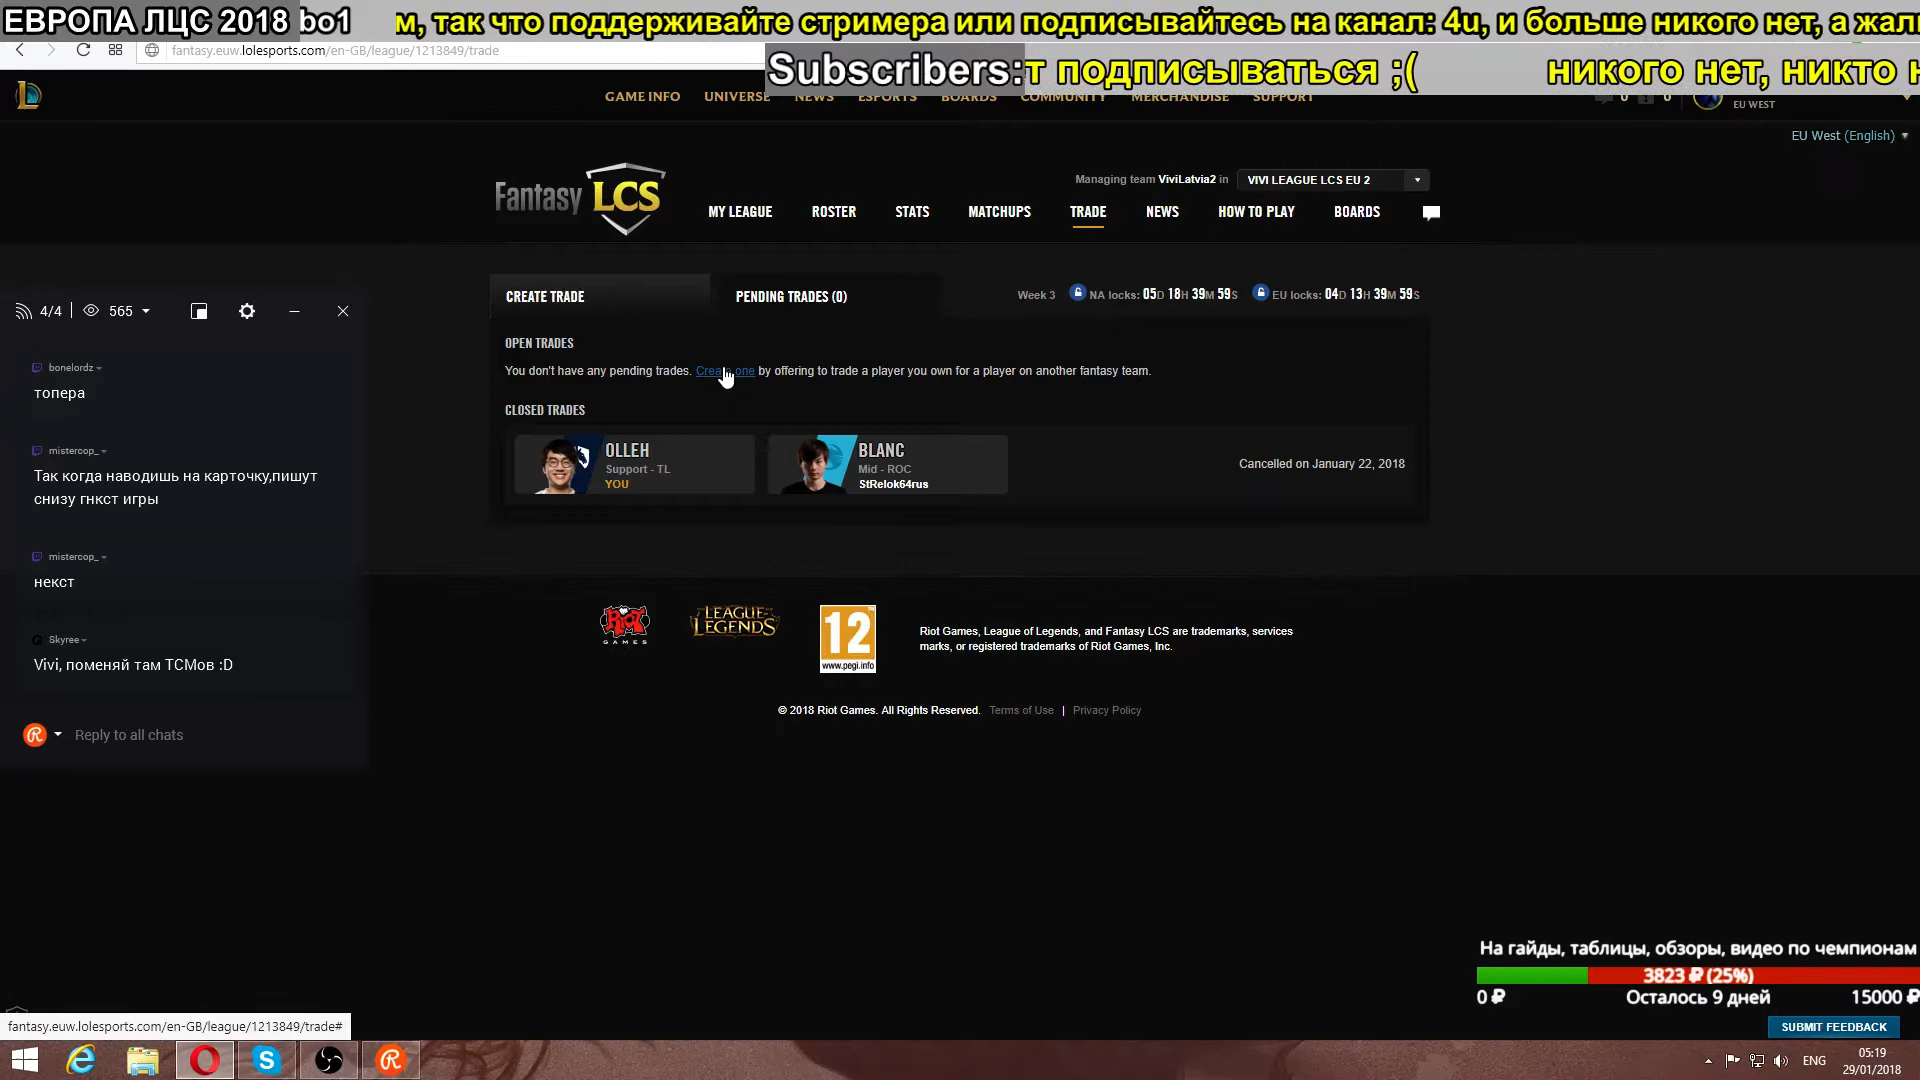 ЕВРОПА ЛЦС 2018 bo1
м, так что поддерживайте стримера или подписывайтесь на канал: 4u, и больше никого нет, а
fantasy.euw.lolesports.com/en-GB/league/1213849/trade
Subscribers: т подписываться ;( никого нет, никто
GAME INFO UNIVERSE NEWS ESPORTS BOARDS COMMUNITY MERCHANDISE SUPPORT
0 0
EU WEST
EU West (English)
Fantasy LCS
Managing team ViviLatvia2 in VIVI LEAGUE LCS EU 2
MY LEAGUE ROSTER STATS MATCHUPS TRADE NEWS HOW TO PLAY BOARDS
CREATE TRADE PENDING TRADES (0)
Week 3 NA locks: 05D 18H 39M 59S EU locks: 04D 13H 39M 59S
OPEN TRADES
You don't have any pending trades. Create one by offering to trade a player you own for a player on another fantasy team.
CLOSED TRADES
OLLEH
Support - TL
YOU
BLANC
Mid - ROC
StRelok64rus
Cancelled on January 22, 2018
4/4 565
bonelordz
топера
mistercop_
Так когда наводишь на карточку,пишут
снизу гнкст игры
mistercop_
некст
Skyree
Vivi, поменяй там ТСМов :D
Reply to all chats
RIOT GAMES
LEAGUE OF LEGENDS
12
www.pegi.info
Riot Games, League of Legends, and Fantasy LCS are trademarks, services
marks, or registered trademarks of Riot Games, Inc.
© 2018 Riot Games. All Rights Reserved. Terms of Use | Privacy Policy
На гайды, таблицы, обзоры, видео по чемпионам
3823 ₽ (25%)
0 ₽ Осталось 9 дней 15000 ₽
SUBMIT FEEDBACK
fantasy.euw.lolesports.com/en-GB/league/1213849/trade#
ENG
05:19
29/01/2018